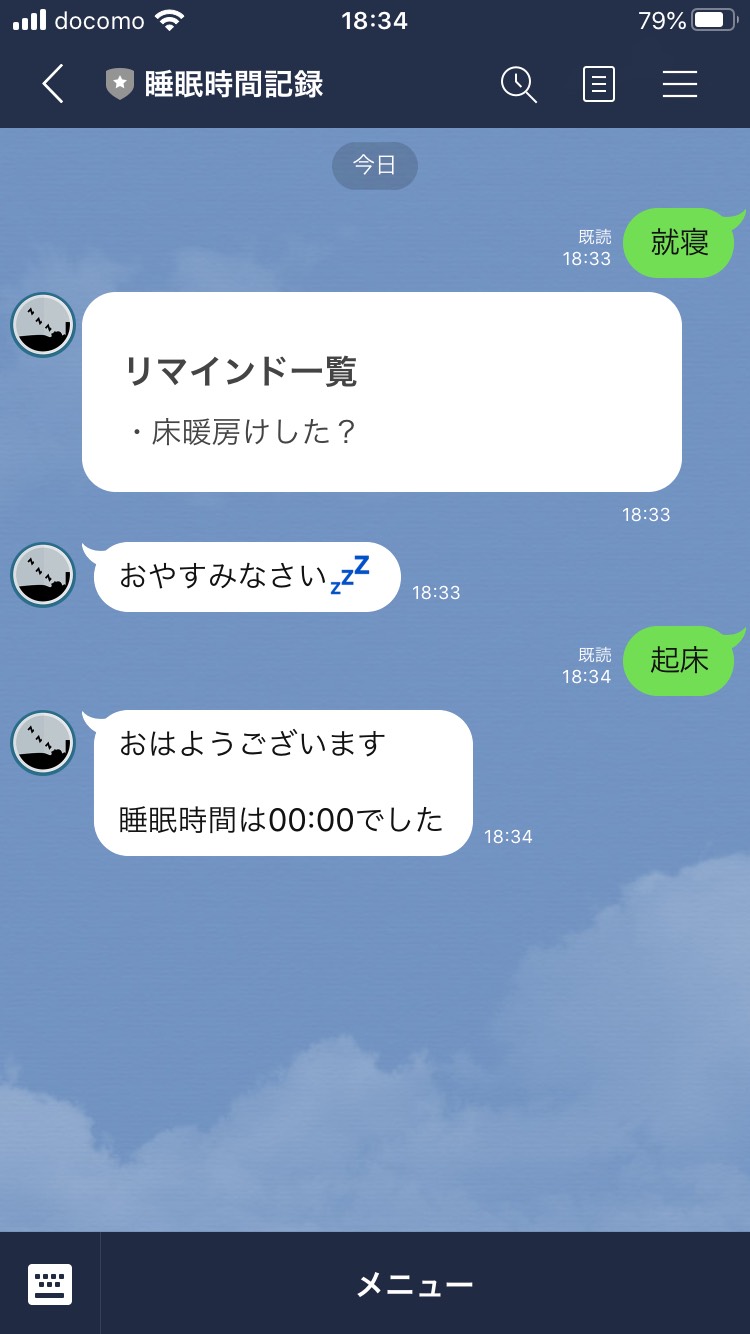 docomo 18:34 79%
睡眠時間記録
今日
就寝
既読
18:33
リマインド一覧
・床暖房けした？
18:33
おやすみなさい💤
18:33
起床
既読
18:34
おはようございます
睡眠時間は00:00でした
18:34
メニュー